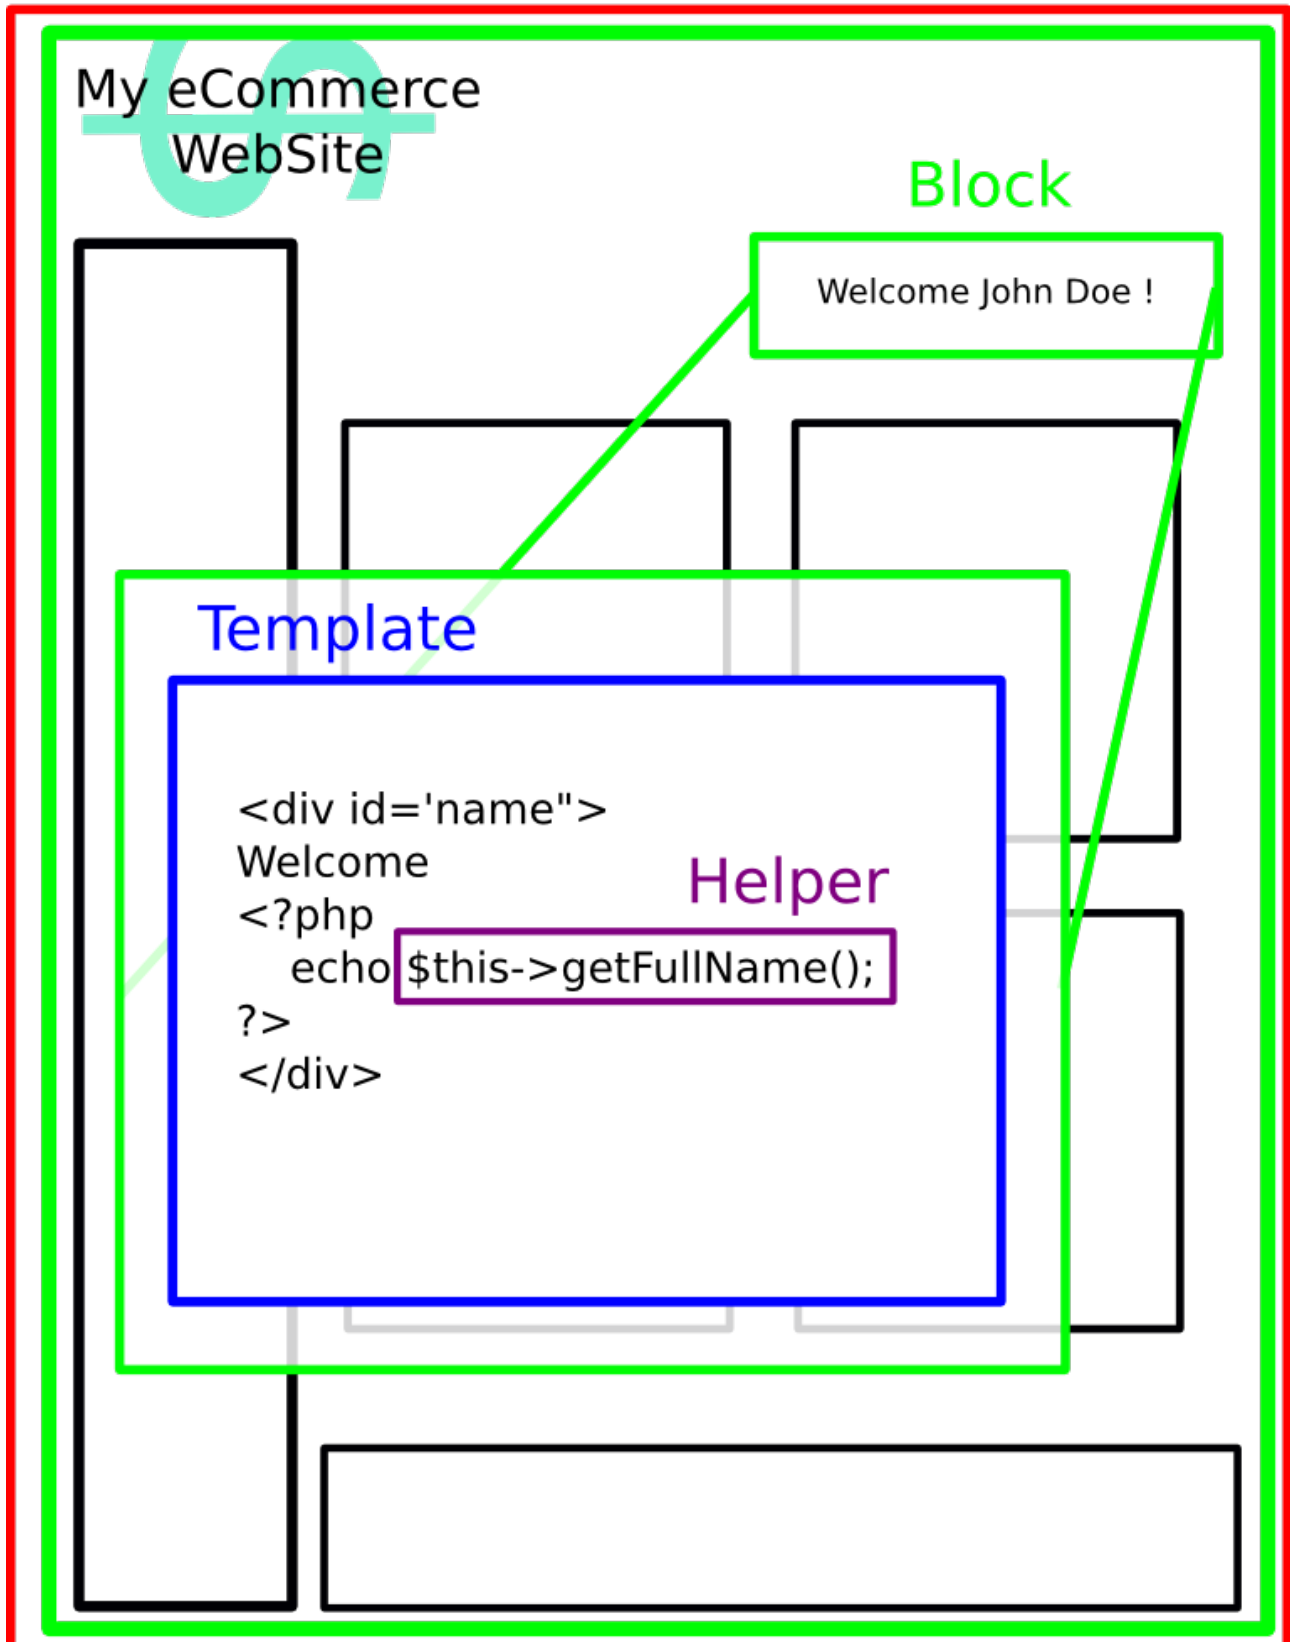 My eCommerce
WebSite
Block
Welcome John Doe !
Template
<div id='name">
Welcome
<?php
Helper
echo $this->getFullName();
?>
</div>